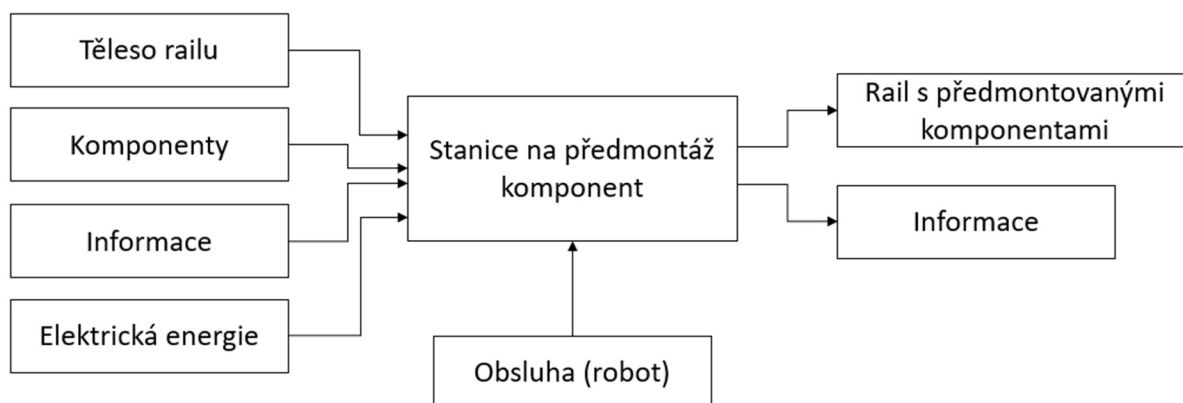 Těleso railu
Komponenty
Informace
Elektrická energie
Stanice na předmontáž
komponent
Obsluha (robot)
Rail s předmontovanými
komponentami
Informace